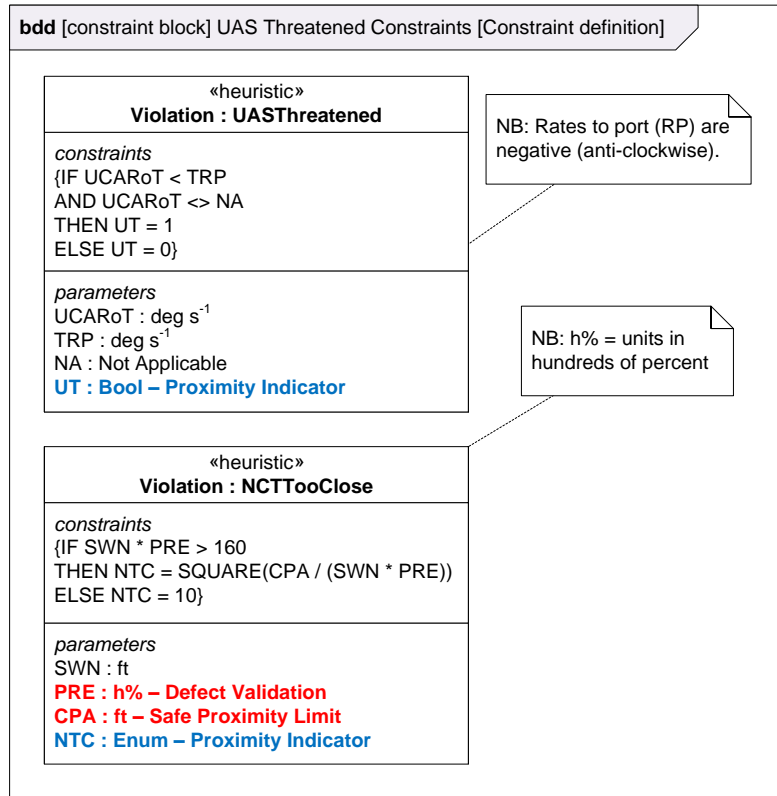 bdd [constraint block] UAS Threatened Constraints [Constraint definition]
«heuristic»
Violation : UASThreatened
constraints
{IF UCARoT < TRP
AND UCARoT <> NA
THEN UT = 1
ELSE UT = 0}
parameters
UCARoT : deg s⁻¹
TRP : deg s⁻¹
NA : Not Applicable
UT : Bool – Proximity Indicator
NB: Rates to port (RP) are
negative (anti-clockwise).
NB: h% = units in
hundreds of percent
«heuristic»
Violation : NCTTooClose
constraints
{IF SWN * PRE > 160
THEN NTC = SQUARE(CPA / (SWN * PRE))
ELSE NTC = 10}
parameters
SWN : ft
PRE : h% – Defect Validation
CPA : ft – Safe Proximity Limit
NTC : Enum – Proximity Indicator